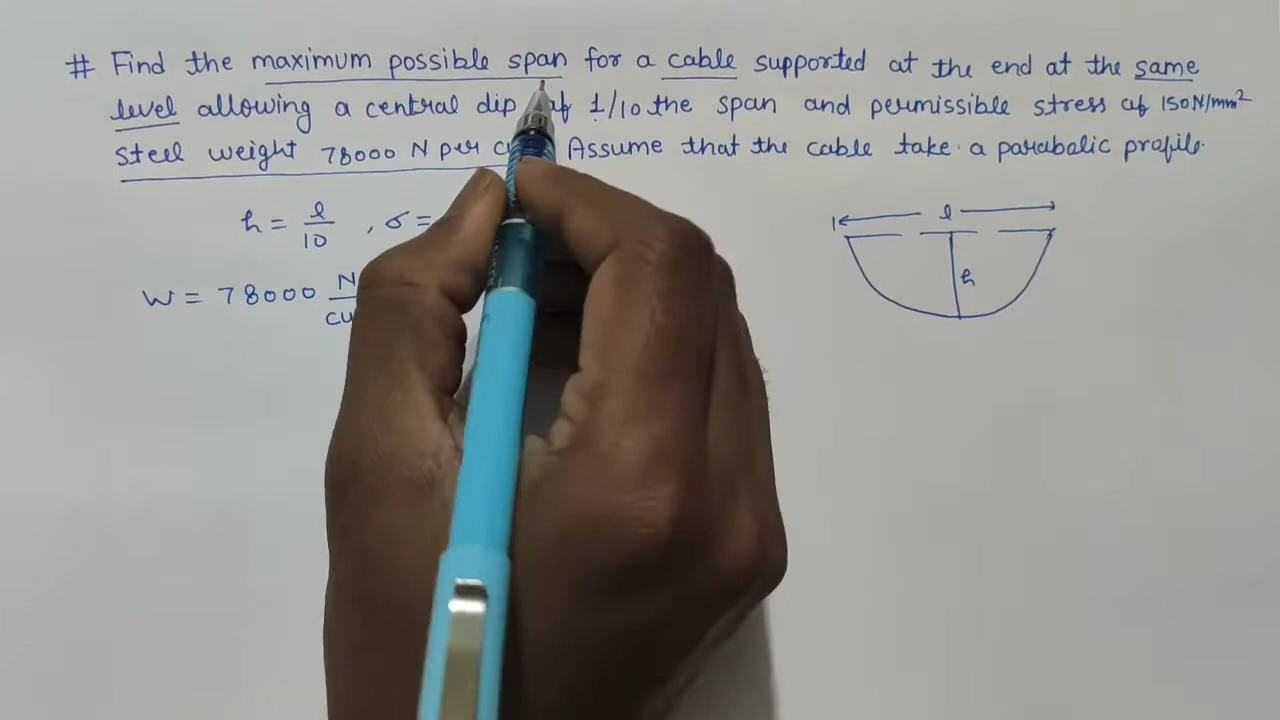 # Find the maximum possible span for a cable supported at the end at the same
level allowing a central dip of 1/10 the span and permissible stress of 150N/mm²
Steel weight 78000 N per Assume that the cable take a parabolic profile.
h = l/10 , σ =
l
h
W = 78000 N